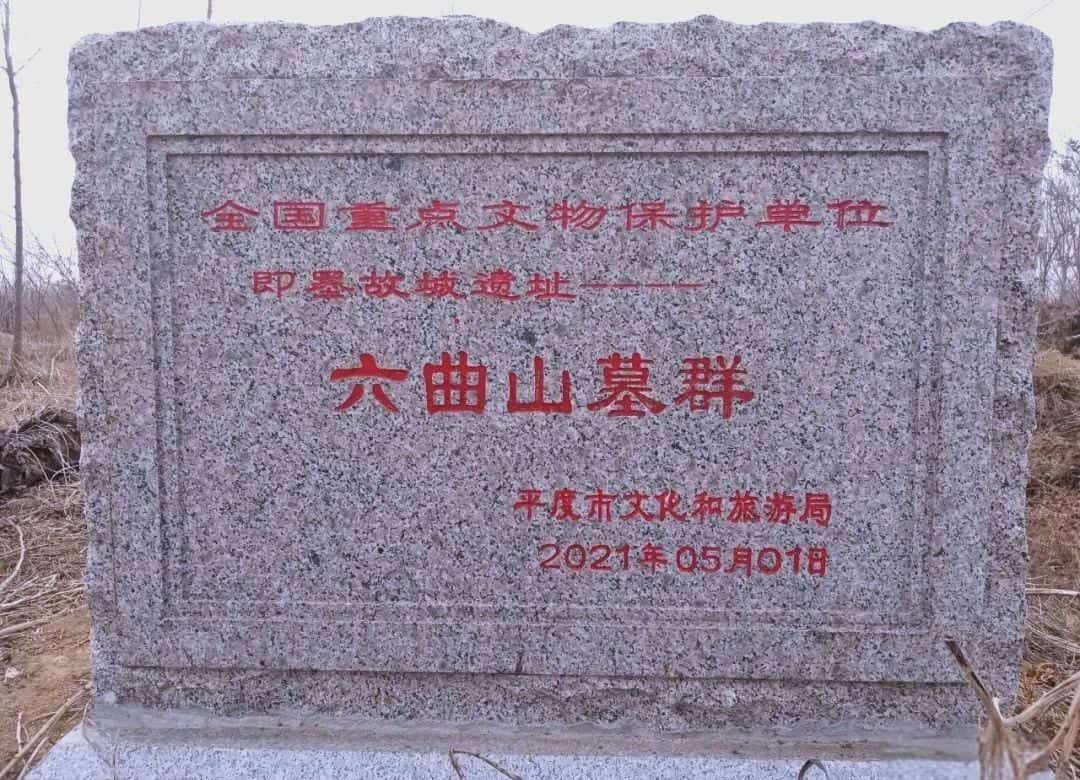 全国重点文物保护单位
即墨故城遗址----
六曲山墓群
平度市文化和旅游局
2021年05月01日